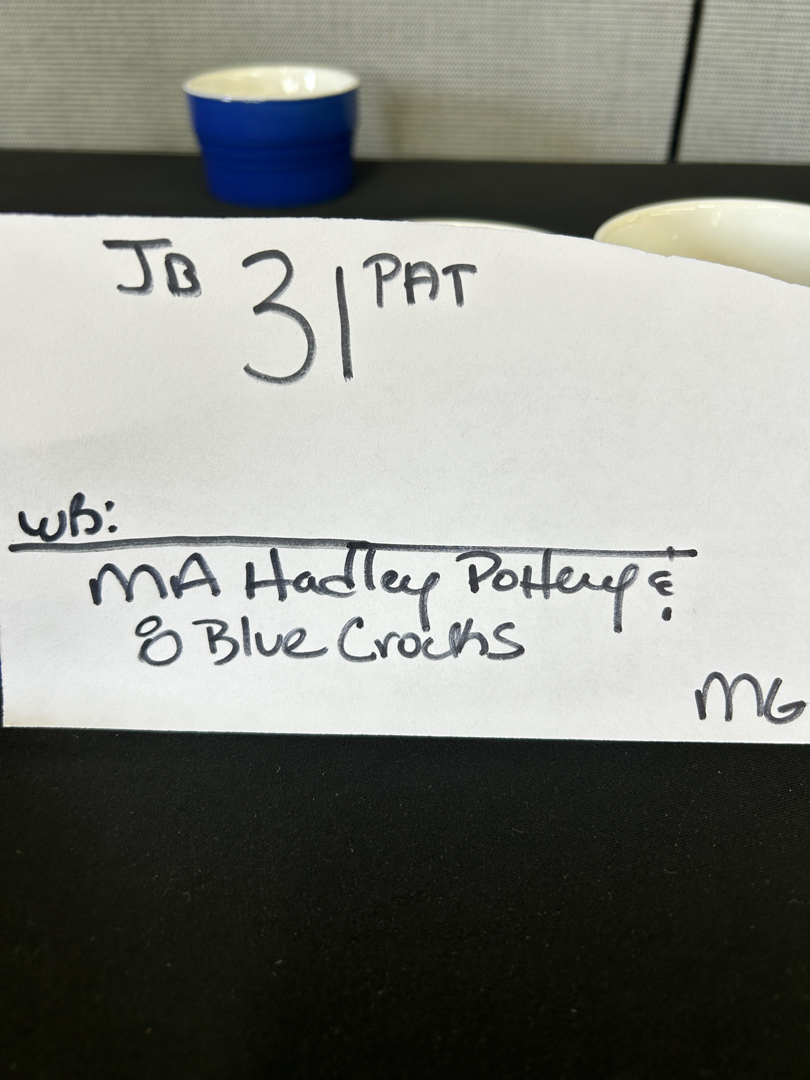 JB 31 PAT
WB:
MA Hadley Pottery &
8 Blue Crocks
MG